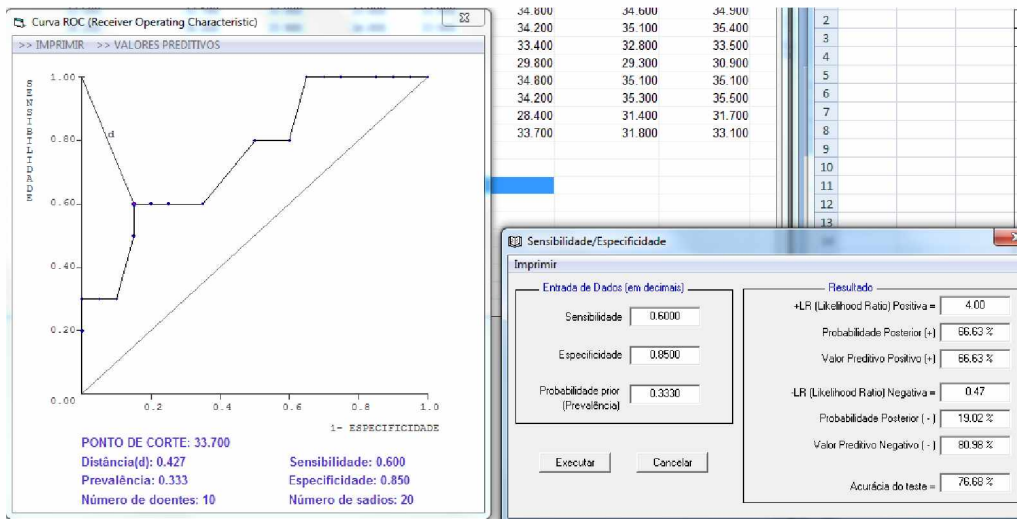 Curva ROC (Receiver Operating Characteristic)
>> IMPRIMIR >> VALORES PREDITIVOS
SENSIBILIDADE
1.00
0.80
0.60
0.40
0.20
0.00
d
0.2
0.4
0.6
0.8
1.0
1- ESPECIFICIDADE
PONTO DE CORTE: 33.700
Distância(d): 0.427 Sensibilidade: 0.600
Prevalência: 0.333 Especificidade: 0.850
Número de doentes: 10 Número de sadios: 20
34.800 34.600 34.900
34.200 35.100 35.400
33.400 32.800 33.500
29.800 29.300 30.900
34.800 35.100 35.100
34.200 35.300 35.500
28.400 31.400 31.700
33.700 31.800 33.100
2
3
4
5
6
7
8
9
10
11
12
13
Sensibilidade/Especificidade
Imprimir
Entrada de Dados (em decimais)
Sensibilidade 0.6000
Especificidade 0.8500
Probabilidade prior
(Prevalência) 0.3330
Executar Cancelar
Resultado
+LR (Likelihood Ratio) Positiva = 4.00
Probabilidade Posterior (+) 66.63 %
Valor Preditivo Positivo (+) 66.63 %
-LR (Likelihood Ratio) Negativa = 0.47
Probabilidade Posterior ( - ) 19.02 %
Valor Preditivo Negativo ( - ) 80.98 %
Acurácia do teste = 76.68 %